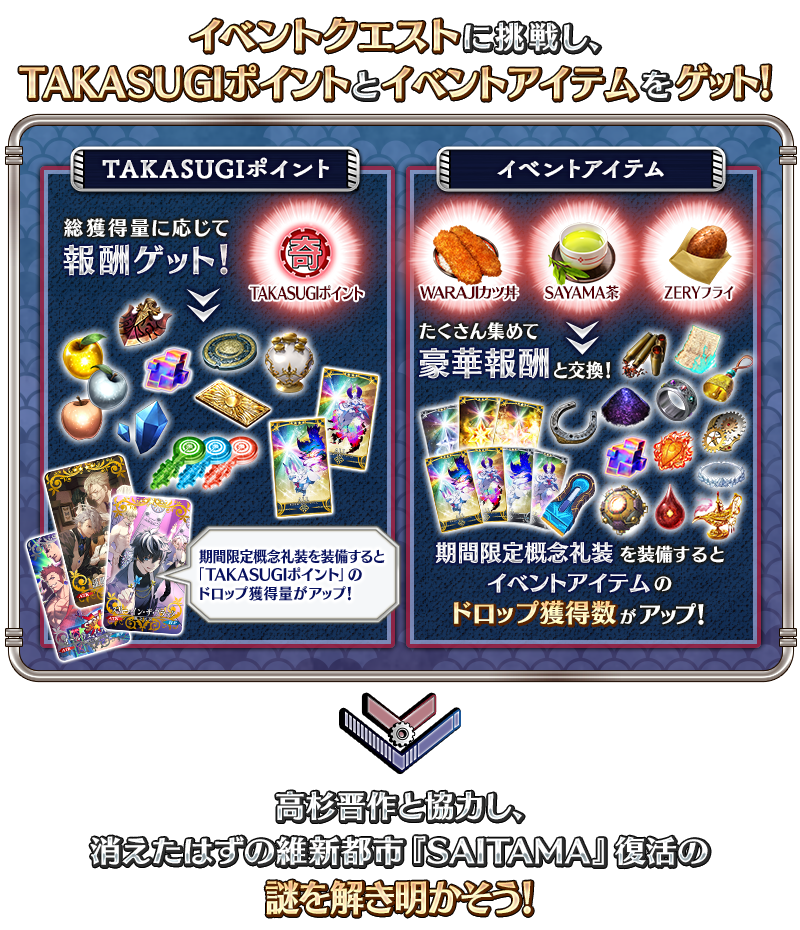 イベントクエストに挑戦し、
TAKASUGIポイントとイベントアイテムをゲット!
TAKASUGIポイント
総獲得量に応じて
報酬ゲット!
奇
TAKASUGIポイント
期間限定概念礼装を装備すると
「TAKASUGIポイント」の
ドロップ獲得量がアップ!
イベントアイテム
WARAJIカツ丼
SAYAMA茶
ZERYフライ
たくさん集めて
豪華報酬と交換!
期間限定概念礼装を装備すると
イベントアイテムの
ドロップ獲得数がアップ!
高杉晋作と協力し、
消えたはずの維新都市『SAITAMA』復活の
謎を解き明かそう!